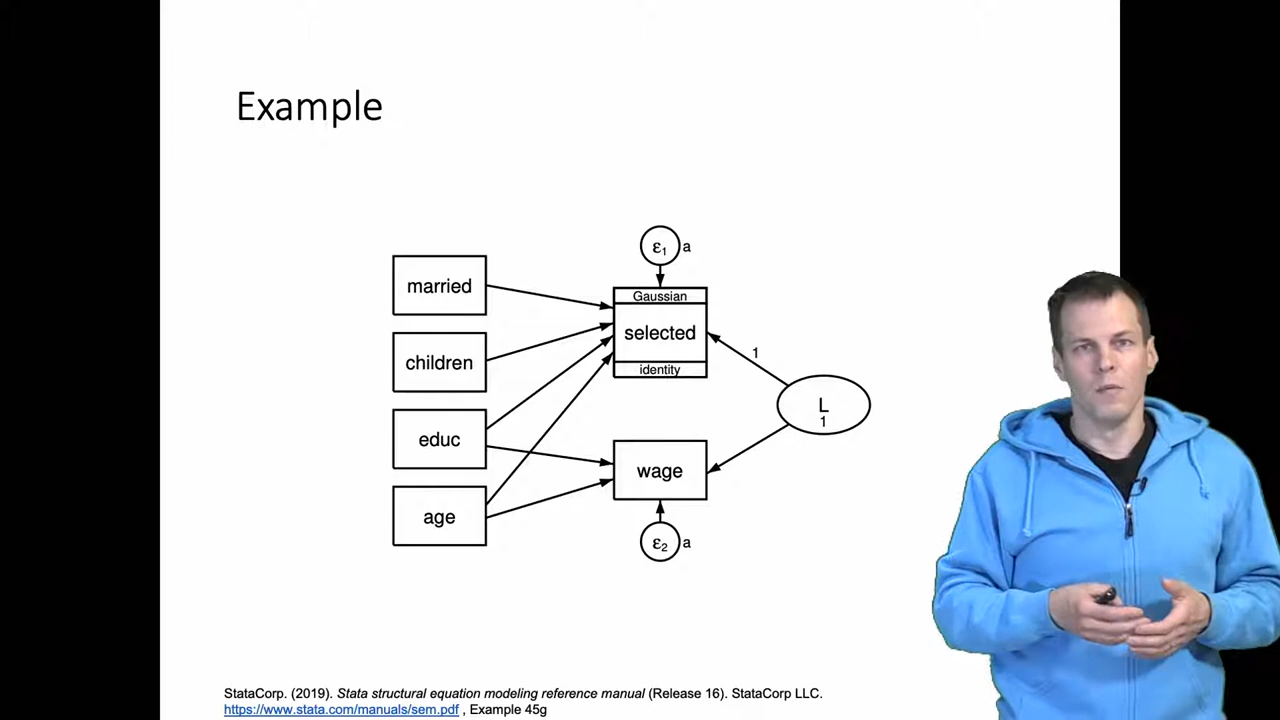 Example
ε1 a
married
Gaussian
selected
identity
children
1
L
1
educ
wage
age
ε2 a
StataCorp. (2019). Stata structural equation modeling reference manual (Release 16). StataCorp LLC.
https://www.stata.com/manuals/sem.pdf , Example 45g